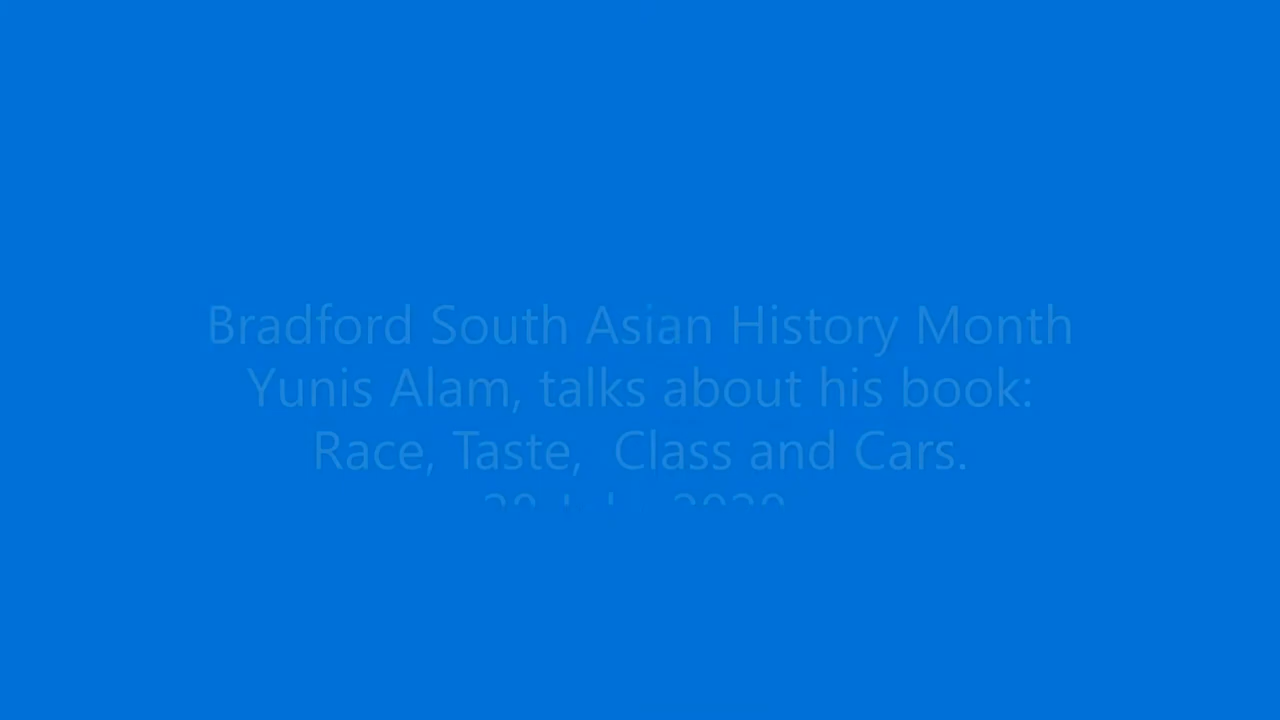 Bradford South Asian History Month
Yunis Alam, talks about his book:
Race, Taste,  Class and Cars.